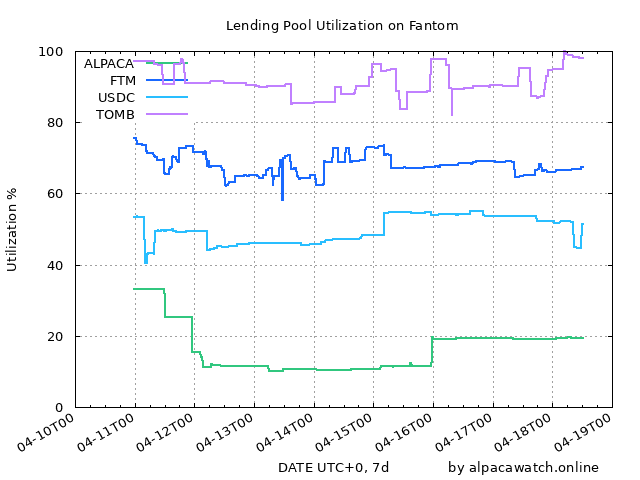 Lending Pool Utilization on Fantom
100
80
60
40
20
0
Utilization %
ALPACA
FTM
USDC
TOMB
04-10T00
04-11T00
04-12T00
04-13T00
04-14T00
04-15T00
04-16T00
04-17T00
04-18T00
04-19T00
DATE UTC+0, 7d
by alpacawatch.online